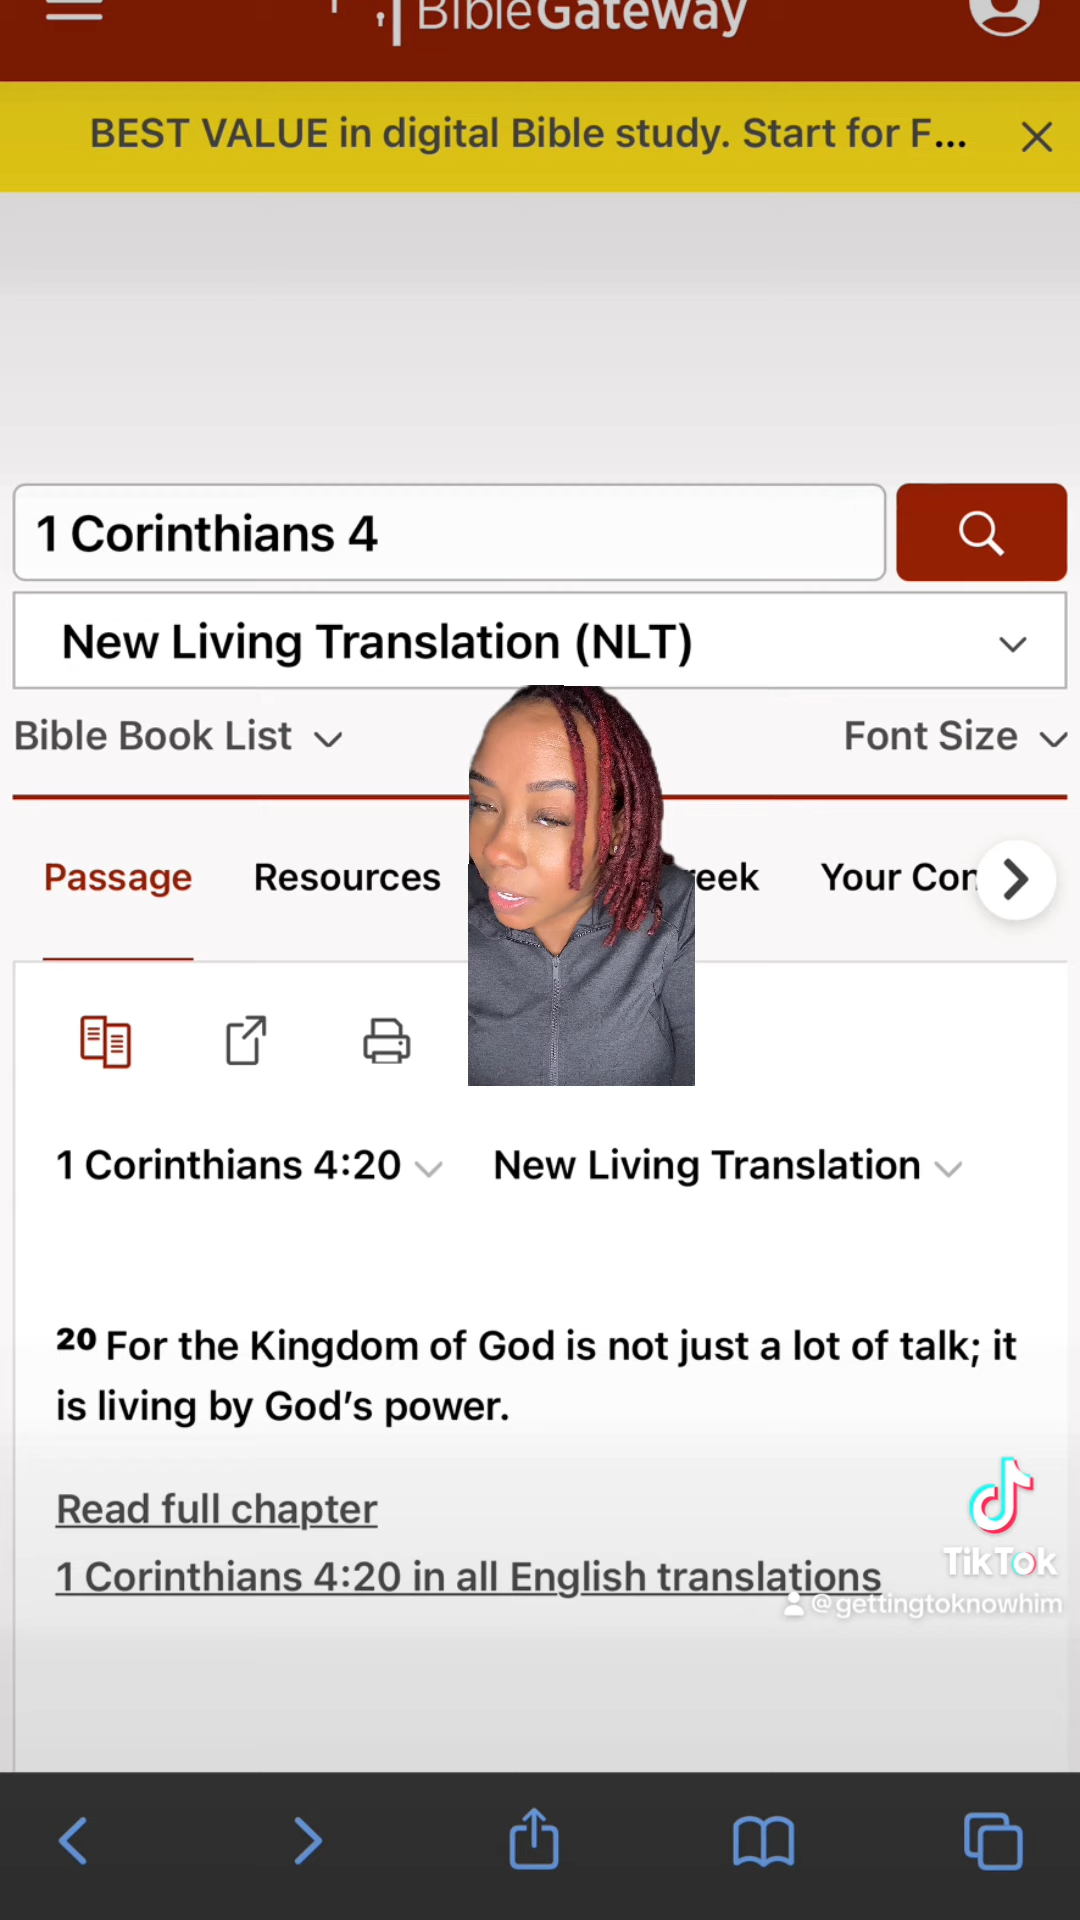 BibleGateway
BEST VALUE in digital Bible study. Start for F...
1 Corinthians 4
New Living Translation (NLT)
Bible Book List
Font Size
Passage Resources reek Your Con
1 Corinthians 4:20 New Living Translation
20 For the Kingdom of God is not just a lot of talk; it
is living by God's power.
Read full chapter
1 Corinthians 4:20 in all English translations
TikTok
@gettingtoknowhim